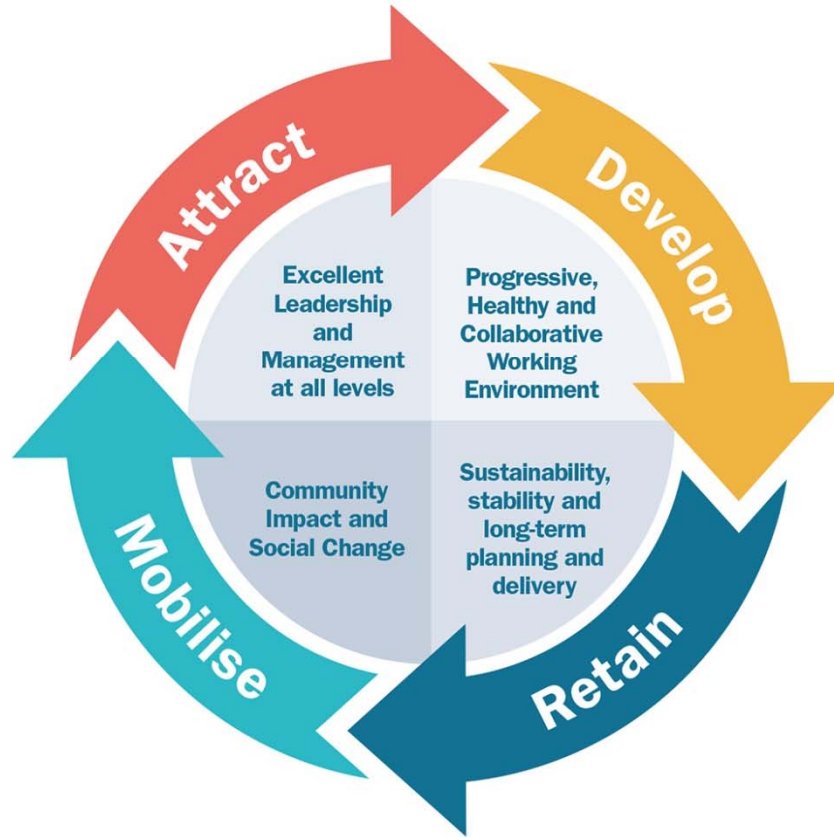 Attract
Develop
Excellent
Leadership
and
Management
at all levels
Progressive,
Healthy and
Collaborative
Working
Environment
Community
Impact and
Social Change
Sustainability,
stability and
long-term
planning and
delivery
Mobilise
Retain